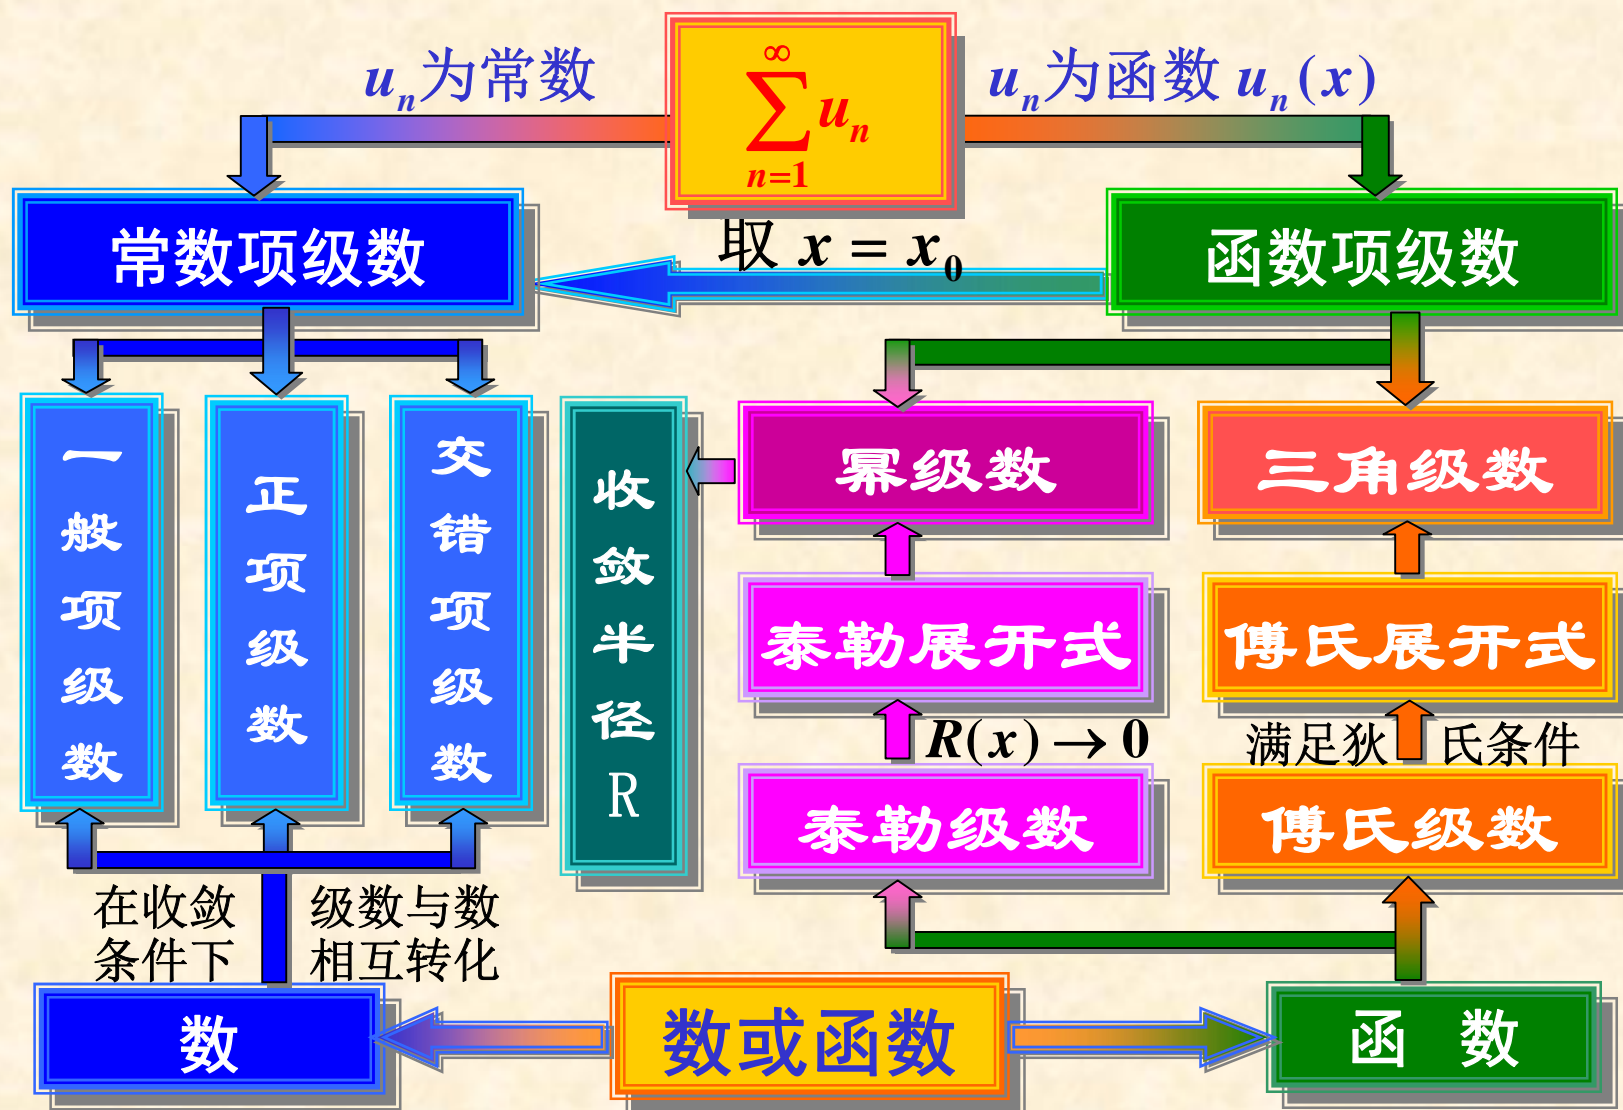 u_n为常数
\sum_{n=1}^{\infty} u_n
u_n为函数 u_n(x)
常数项级数
取 x = x_0
函数项级数
一般项级数
正项级数
交错项级数
收敛半径R
幂级数
三角级数
泰勒展开式
傅氏展开式
R(x)→0
满足狄 氏条件
泰勒级数
傅氏级数
在收敛
条件下
级数与数
相互转化
数
数或函数
函 数